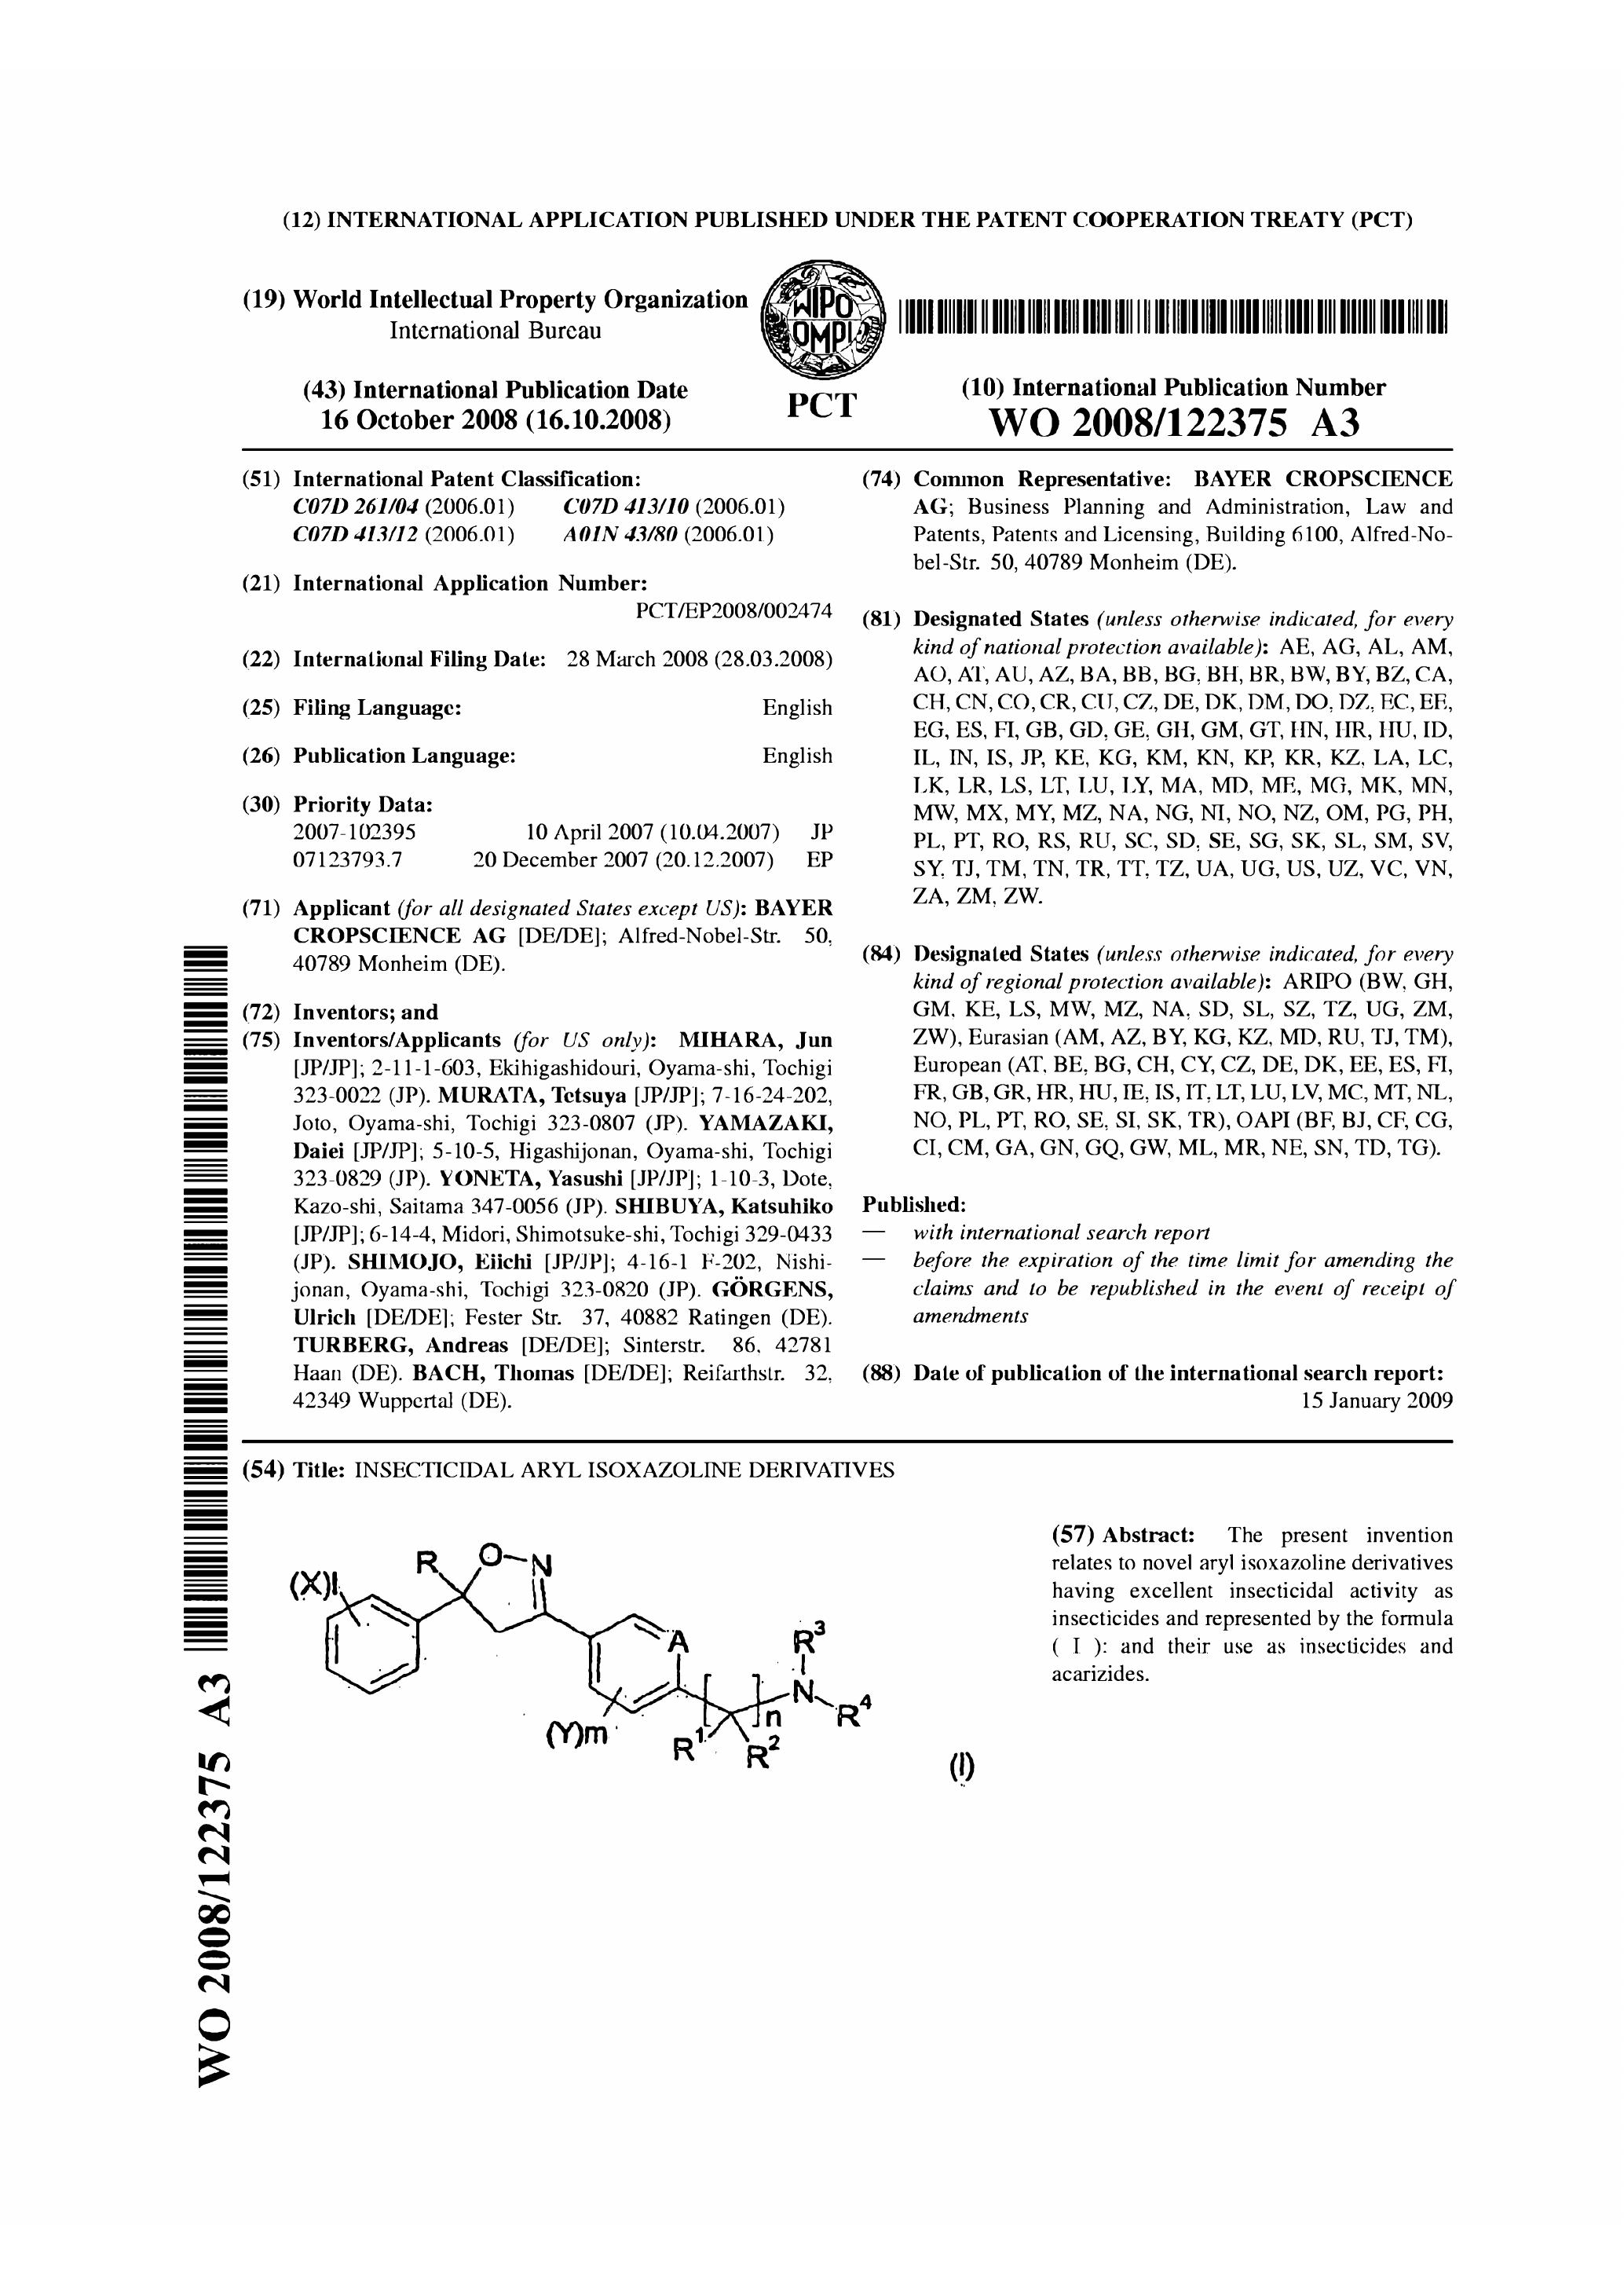 (12) INTERNATIONAL APPLICATION PUBLISHED UNDER THE PATENT COOPERATION TREATY (PCT)
(19) World Intellectual Property Organization
International Bureau
WIPO
OMPI
PCT
(43) International Publication Date
16 October 2008 (16.10.2008)
(10) International Publication Number
WO 2008/122375 A3
(51) International Patent Classification:
C07D 261/04 (2006.01) C07D 413/10 (2006.01)
C07D 413/12 (2006.01) A01N 43/80 (2006.01)
(21) International Application Number:
PCT/EP2008/002474
(22) International Filing Date: 28 March 2008 (28.03.2008)
(25) Filing Language: English
(26) Publication Language: English
(30) Priority Data:
2007-102395 10 April 2007 (10.04.2007) JP
07123793.7 20 December 2007 (20.12.2007) EP
(71) Applicant (for all designated States except US): BAYER
CROPSCIENCE AG [DE/DE]; Alfred-Nobel-Str. 50,
40789 Monheim (DE).
(72) Inventors; and
(75) Inventors/Applicants (for US only): MIHARA, Jun
[JP/JP]; 2-11-1-603, Ekihigashidouri, Oyama-shi, Tochigi
323-0022 (JP). MURATA, Tetsuya [JP/JP]; 7-16-24-202,
Joto, Oyama-shi, Tochigi 323-0807 (JP). YAMAZAKI,
Daiei [JP/JP]; 5-10-5, Higashijonan, Oyama-shi, Tochigi
323-0829 (JP). YONETA, Yasushi [JP/JP]; 1-10-3, Dote,
Kazo-shi, Saitama 347-0056 (JP). SHIBUYA, Katsuhiko
[JP/JP]; 6-14-4, Midori, Shimotsuke-shi, Tochigi 329-0433
(JP). SHIMOJO, Eiichi [JP/JP]; 4-16-1 F-202, Nishi-
jonan, Oyama-shi, Tochigi 323-0820 (JP). GÖRGENS,
Ulrich [DE/DE]; Fester Str. 37, 40882 Ratingen (DE).
TURBERG, Andreas [DE/DE]; Sinterstr. 86, 42781
Haan (DE). BACH, Thomas [DE/DE]; Reifarthstr. 32,
42349 Wuppertal (DE).
(74) Common Representative: BAYER CROPSCIENCE
AG; Business Planning and Administration, Law and
Patents, Patents and Licensing, Building 6100, Alfred-No-
bel-Str. 50, 40789 Monheim (DE).
(81) Designated States (unless otherwise indicated, for every
kind of national protection available): AE, AG, AL, AM,
AO, AT, AU, AZ, BA, BB, BG, BH, BR, BW, BY, BZ, CA,
CH, CN, CO, CR, CU, CZ, DE, DK, DM, DO, DZ, EC, EE,
EG, ES, FI, GB, GD, GE, GH, GM, GT, HN, HR, HU, ID,
IL, IN, IS, JP, KE, KG, KM, KN, KP, KR, KZ, LA, LC,
LK, LR, LS, LT, LU, LY, MA, MD, ME, MG, MK, MN,
MW, MX, MY, MZ, NA, NG, NI, NO, NZ, OM, PG, PH,
PL, PT, RO, RS, RU, SC, SD, SE, SG, SK, SL, SM, SV,
SY, TJ, TM, TN, TR, TT, TZ, UA, UG, US, UZ, VC, VN,
ZA, ZM, ZW.
(84) Designated States (unless otherwise indicated, for every
kind of regional protection available): ARIPO (BW, GH,
GM, KE, LS, MW, MZ, NA, SD, SL, SZ, TZ, UG, ZM,
ZW), Eurasian (AM, AZ, BY, KG, KZ, MD, RU, TJ, TM),
European (AT, BE, BG, CH, CY, CZ, DE, DK, EE, ES, FI,
FR, GB, GR, HR, HU, IE, IS, IT, LT, LU, LV, MC, MT, NL,
NO, PL, PT, RO, SE, SI, SK, TR), OAPI (BF, BJ, CF, CG,
CI, CM, GA, GN, GQ, GW, ML, MR, NE, SN, TD, TG).
Published:
— with international search report
— before the expiration of the time limit for amending the
claims and to be republished in the event of receipt of
amendments
(88) Date of publication of the international search report:
15 January 2009
(54) Title: INSECTICIDAL ARYL ISOXAZOLINE DERIVATIVES
(X)l
R
O
N
A
(Y)m
R1
R2
n
N
R3
R4
(I)
(57) Abstract: The present invention
relates to novel aryl isoxazoline derivatives
having excellent insecticidal activity as
insecticides and represented by the formula
( I ): and their use as insecticides and
acarizides.
WO 2008/122375 A3